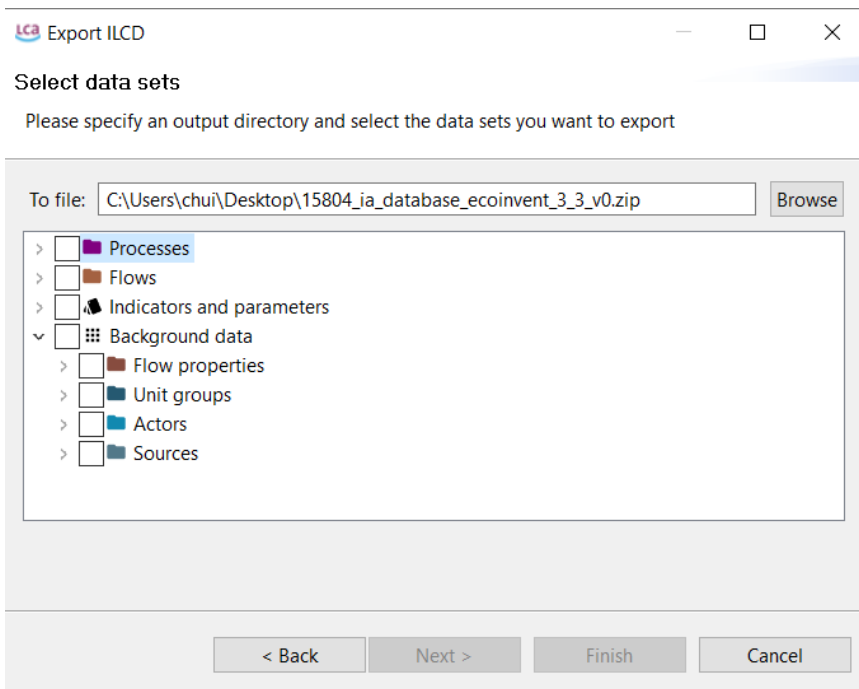 LCA Export ILCD
Select data sets
Please specify an output directory and select the data sets you want to export
To file: C:\Users\chui\Desktop\15804_ia_database_ecoinvent_3_3_v0.zip Browse
Processes
Flows
Indicators and parameters
Background data
Flow properties
Unit groups
Actors
Sources
< Back Next > Finish Cancel